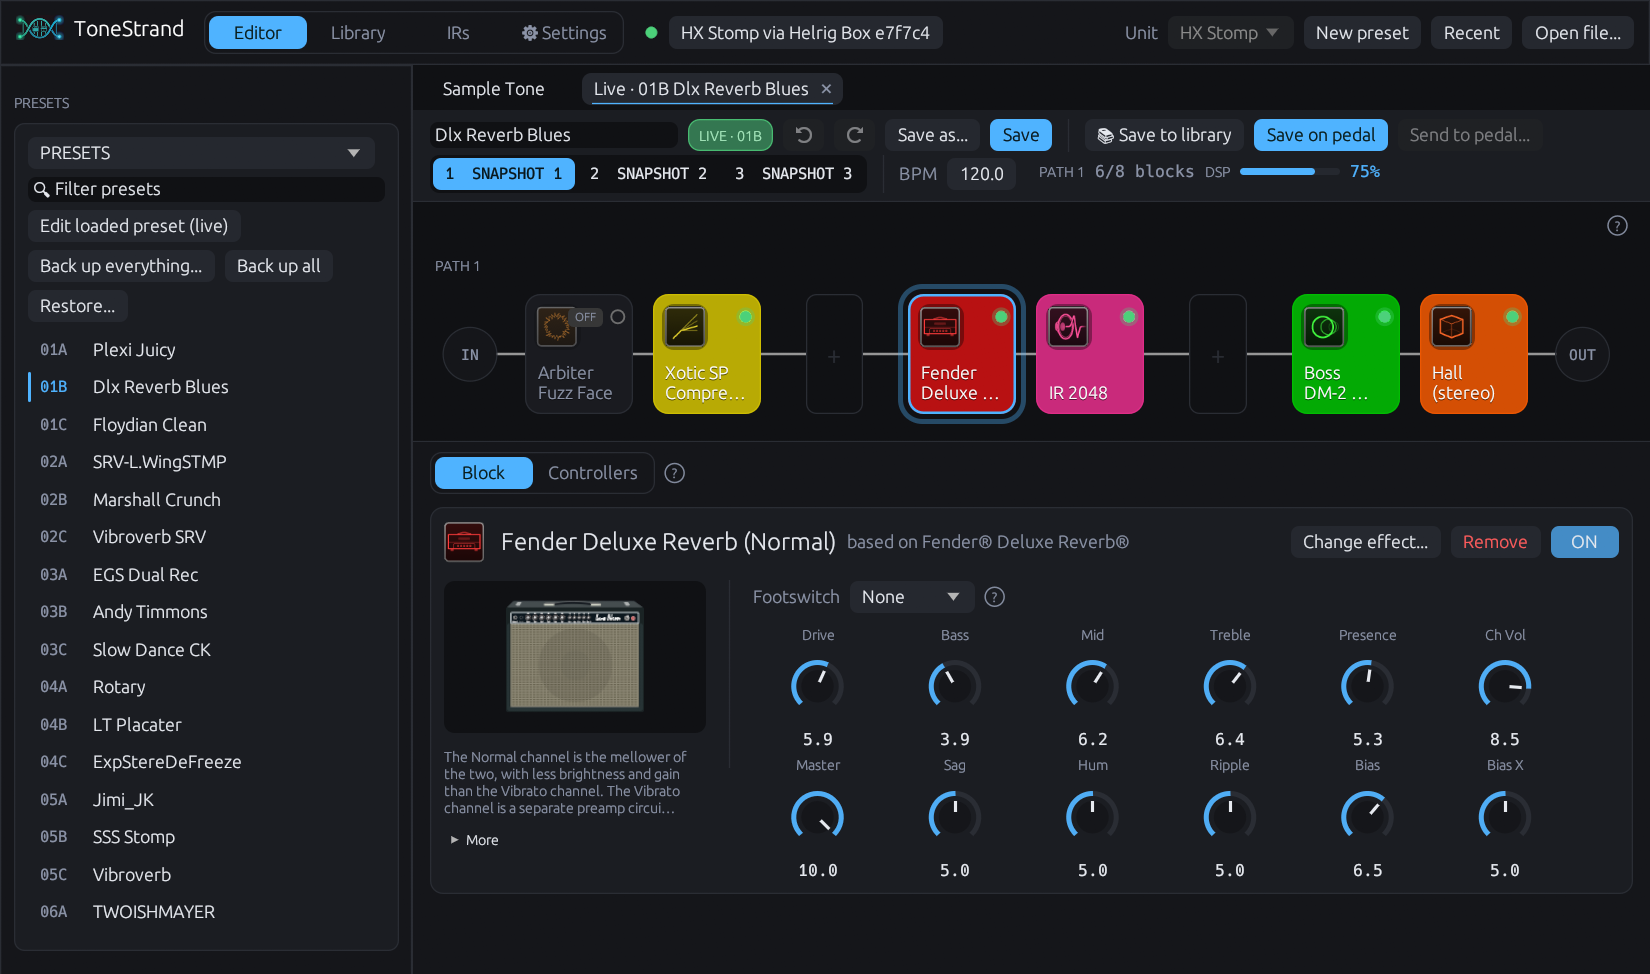 ToneStrand
Editor
Library
IRs
Settings
HX Stomp via Helrig Box e7f7c4
Unit
HX Stomp
New preset
Recent
Open file...
PRESETS
PRESETS
Filter presets
Edit loaded preset (live)
Back up everything...
Back up all
Restore...
01A Plexi Juicy
01B Dlx Reverb Blues
01C Floydian Clean
02A SRV-L.WingSTMP
02B Marshall Crunch
02C Vibroverb SRV
03A EGS Dual Rec
03B Andy Timmons
03C Slow Dance CK
04A Rotary
04B LT Placater
04C ExpStereDeFreeze
05A Jimi_JK
05B SSS Stomp
05C Vibroverb
06A TWOISHMAYER
Sample Tone
Live · 01B Dlx Reverb Blues ×
Dlx Reverb Blues
LIVE · 01B
Save as...
Save
Save to library
Save on pedal
Send to pedal...
1 SNAPSHOT 1
2 SNAPSHOT 2
3 SNAPSHOT 3
BPM 120.0
PATH 1 6/8 blocks DSP 75%
?
PATH 1
IN
OFF
Arbiter
Fuzz Face
Xotic SP
Compre...
+
Fender
Deluxe ...
IR 2048
+
Boss
DM-2 ...
Hall
(stereo)
OUT
Block
Controllers
?
Fender Deluxe Reverb (Normal) based on Fender® Deluxe Reverb®
Change effect...
Remove
ON
The Normal channel is the mellower of
the two, with less brightness and gain
than the Vibrato channel. The Vibrato
channel is a separate preamp circui...
More
Footswitch None ?
Drive Bass Mid Treble Presence Ch Vol
5.9 3.9 6.2 6.4 5.3 8.5
Master Sag Hum Ripple Bias Bias X
10.0 5.0 5.0 5.0 6.5 5.0